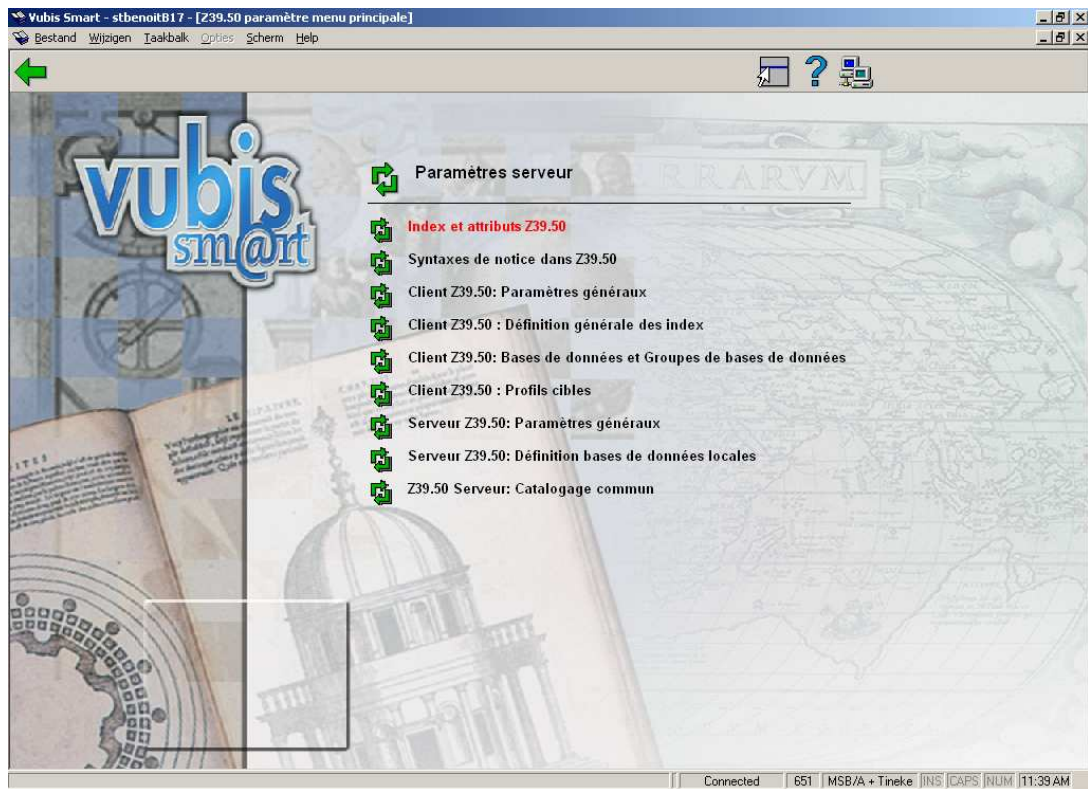 Vubis Smart - stbenoitB17 - [Z39.50 paramètre menu principale]
Bestand Wijzigen Taakbalk Opties Scherm Help
?
vubis
sm@rt
RRARVM
Paramètres serveur
Index et attributs Z39.50
Syntaxes de notice dans Z39.50
Client Z39.50: Paramètres généraux
Client Z39.50 : Définition générale des index
Client Z39.50: Bases de données et Groupes de bases de données
Client Z39.50 : Profils cibles
Serveur Z39.50: Paramètres généraux
Serveur Z39.50: Définition bases de données locales
Z39.50 Serveur: Catalogage commun
Connected 651 MSB/A + Tineke INS CAPS NUM 11:39 AM